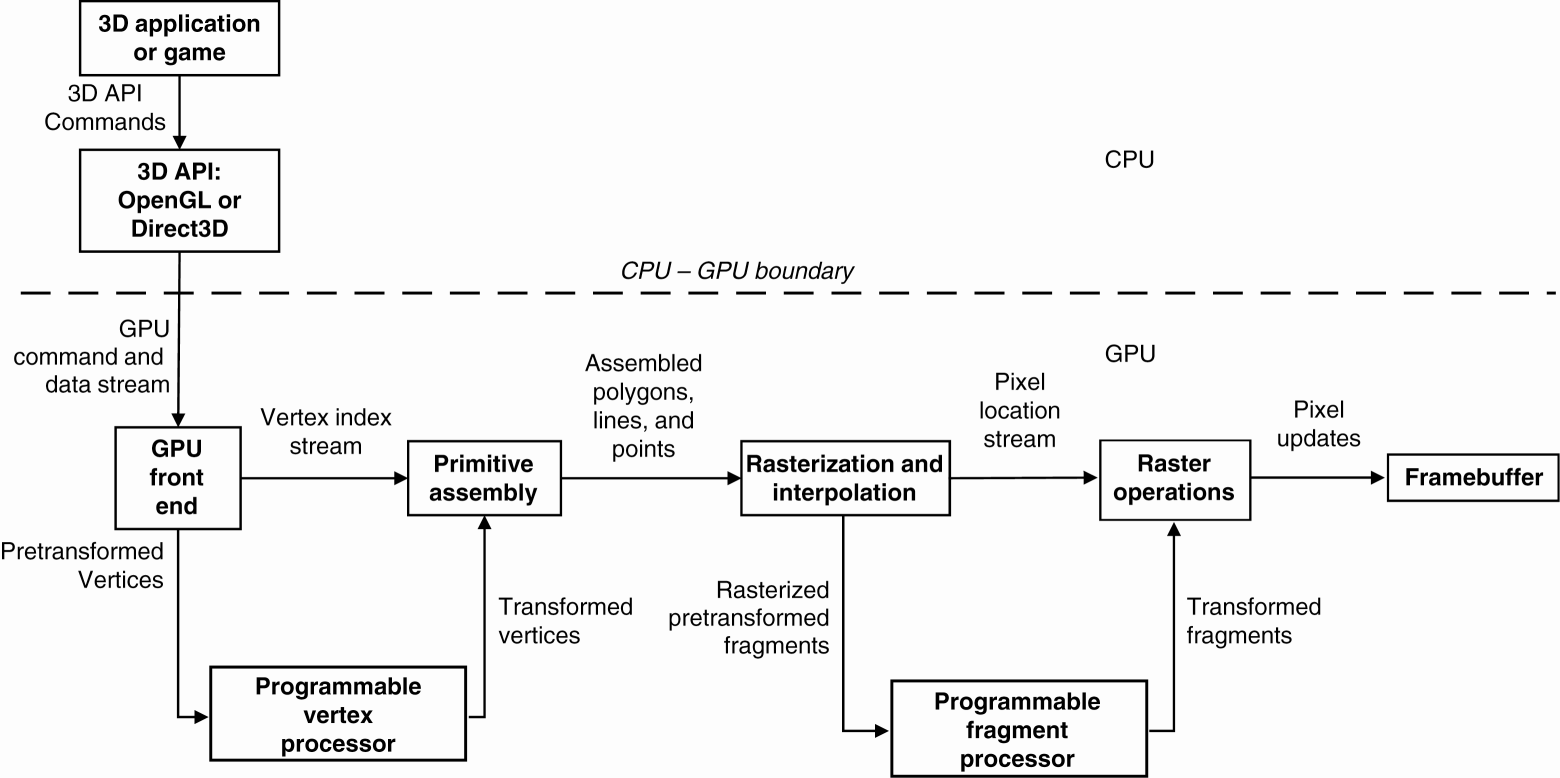 3D application
or game
3D API
Commands
3D API:
OpenGL or
Direct3D
CPU
CPU – GPU boundary
GPU
command and
data stream
GPU
GPU
front
end
Vertex index
stream
Primitive
assembly
Assembled
polygons,
lines, and
points
Rasterization and
interpolation
Pixel
location
stream
Raster
operations
Pixel
updates
Framebuffer
Pretransformed
Vertices
Programmable
vertex
processor
Transformed
vertices
Rasterized
pretransformed
fragments
Programmable
fragment
processor
Transformed
fragments